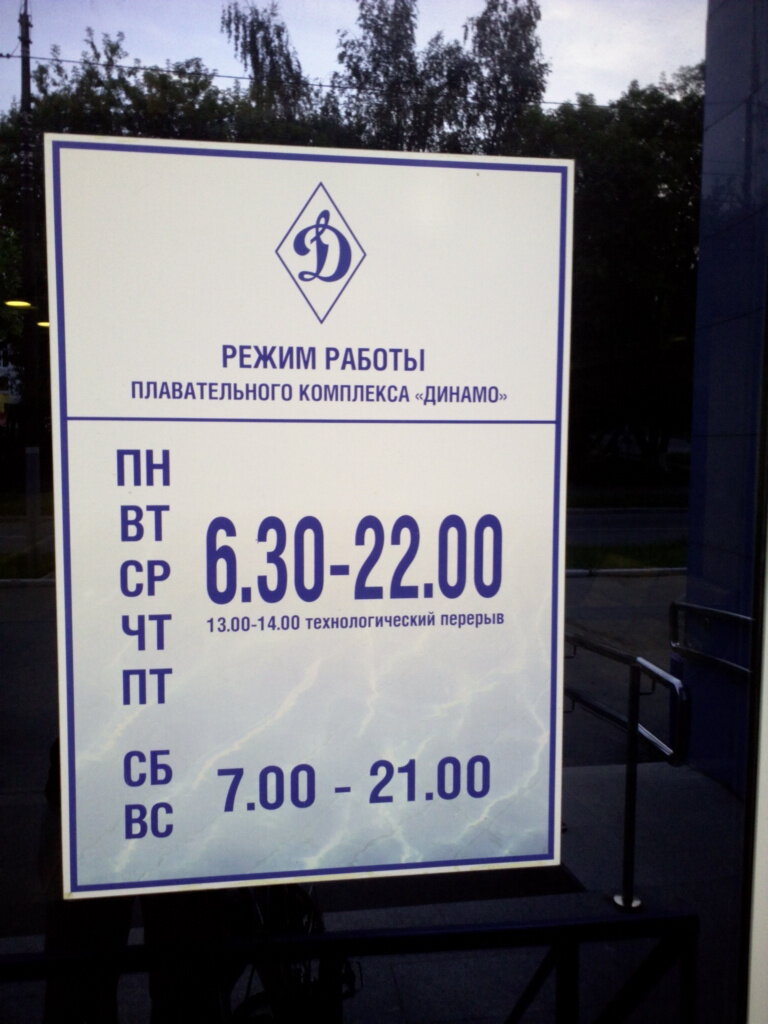 D
РЕЖИМ РАБОТЫ
ПЛАВАТЕЛЬНОГО КОМПЛЕКСА «ДИНАМО»
ПН
ВТ
СР
ЧТ
ПТ
6.30-22.00
13.00-14.00 технологический перерыв
СБ
ВС
7.00 - 21.00